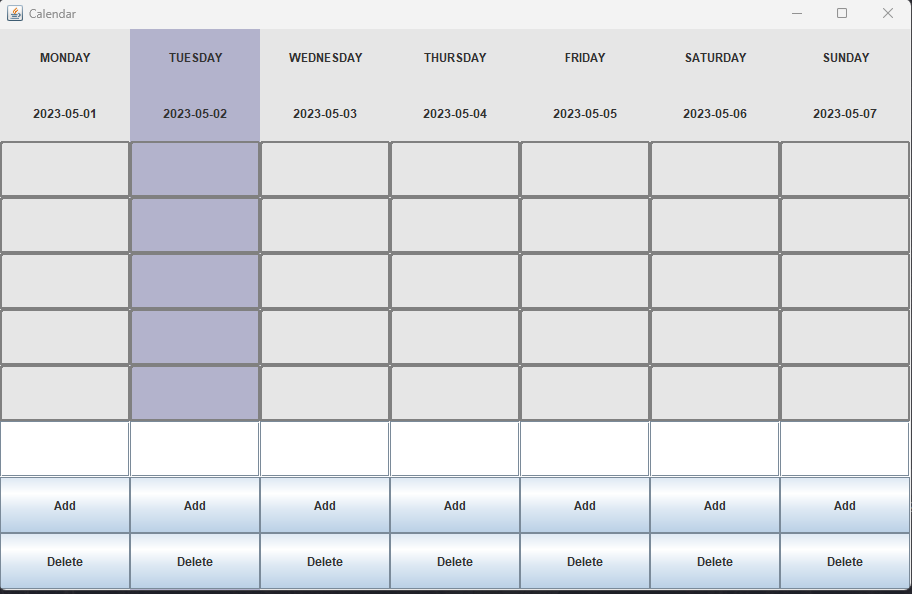 Calendar
MONDAY TUESDAY WEDNESDAY THURSDAY FRIDAY SATURDAY SUNDAY
2023-05-01 2023-05-02 2023-05-03 2023-05-04 2023-05-05 2023-05-06 2023-05-07
Add Add Add Add Add Add Add
Delete Delete Delete Delete Delete Delete Delete